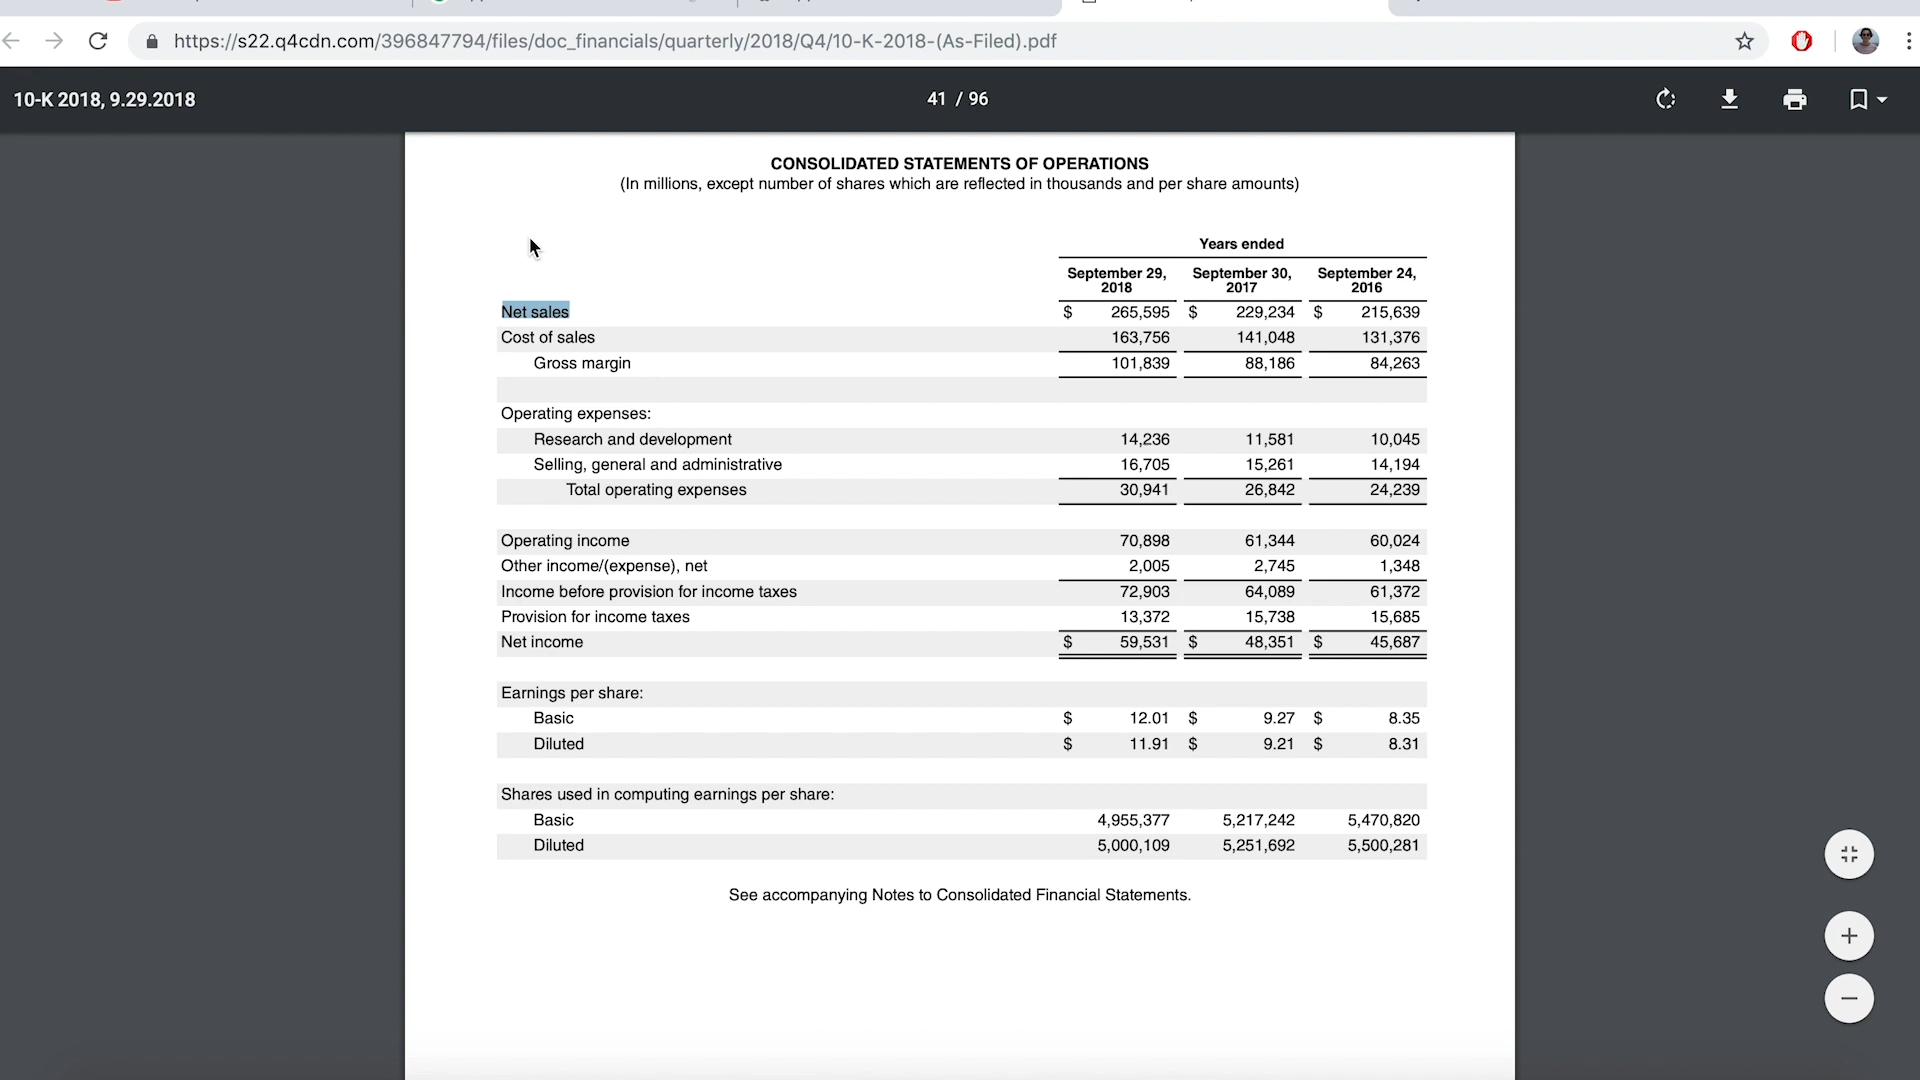 https://s22.q4cdn.com/396847794/files/doc_financials/quarterly/2018/Q4/10-K-2018-(As-Filed).pdf
10-K 2018, 9.29.2018 41 / 96
CONSOLIDATED STATEMENTS OF OPERATIONS
(In millions, except number of shares which are reflected in thousands and per share amounts)
Years ended
September 29, 2018 September 30, 2017 September 24, 2016
Net sales $ 265,595 $ 229,234 $ 215,639
Cost of sales 163,756 141,048 131,376
Gross margin 101,839 88,186 84,263
Operating expenses:
Research and development 14,236 11,581 10,045
Selling, general and administrative 16,705 15,261 14,194
Total operating expenses 30,941 26,842 24,239
Operating income 70,898 61,344 60,024
Other income/(expense), net 2,005 2,745 1,348
Income before provision for income taxes 72,903 64,089 61,372
Provision for income taxes 13,372 15,738 15,685
Net income $ 59,531 $ 48,351 $ 45,687
Earnings per share:
Basic $ 12.01 $ 9.27 $ 8.35
Diluted $ 11.91 $ 9.21 $ 8.31
Shares used in computing earnings per share:
Basic 4,955,377 5,217,242 5,470,820
Diluted 5,000,109 5,251,692 5,500,281
See accompanying Notes to Consolidated Financial Statements.